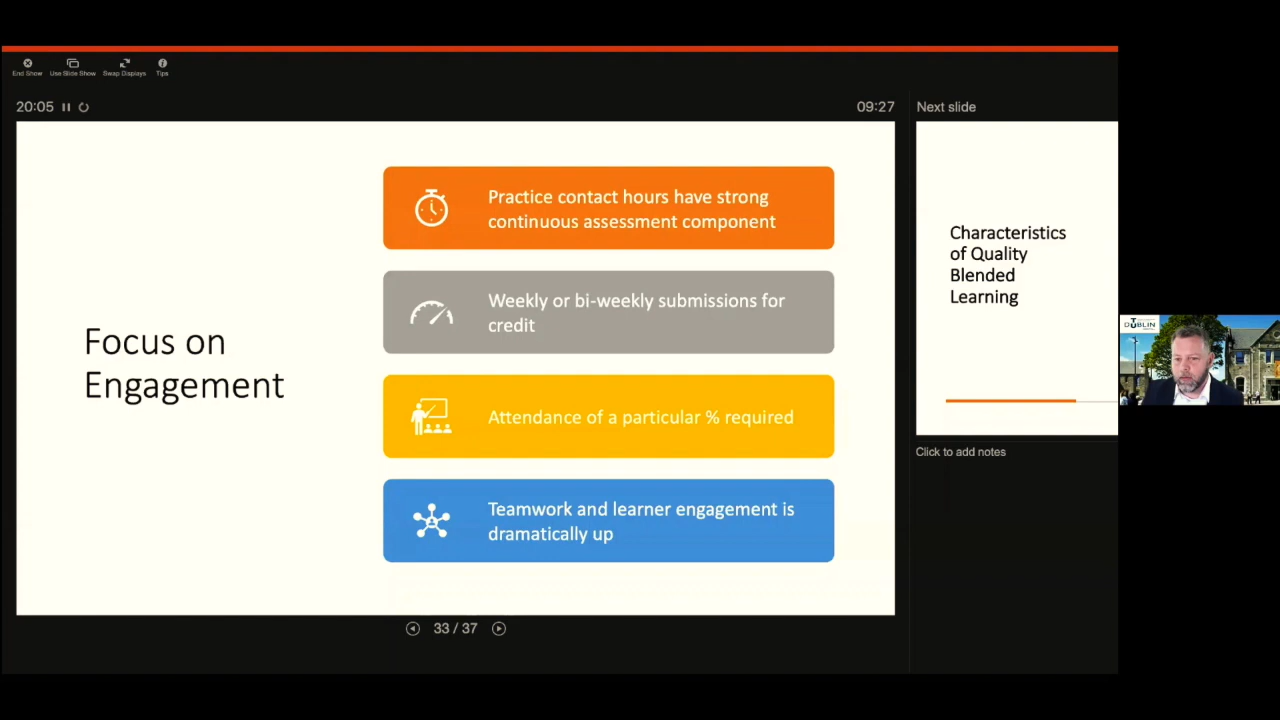 End Show
Use Slide Show
Swap Displays
Tips
20:05
09:27
Next slide
Focus on
Engagement
Practice contact hours have strong
continuous assessment component
Weekly or bi-weekly submissions for
credit
Attendance of a particular % required
Teamwork and learner engagement is
dramatically up
33 / 37
Characteristics
of Quality
Blended
Learning
Click to add notes
DUBLIN